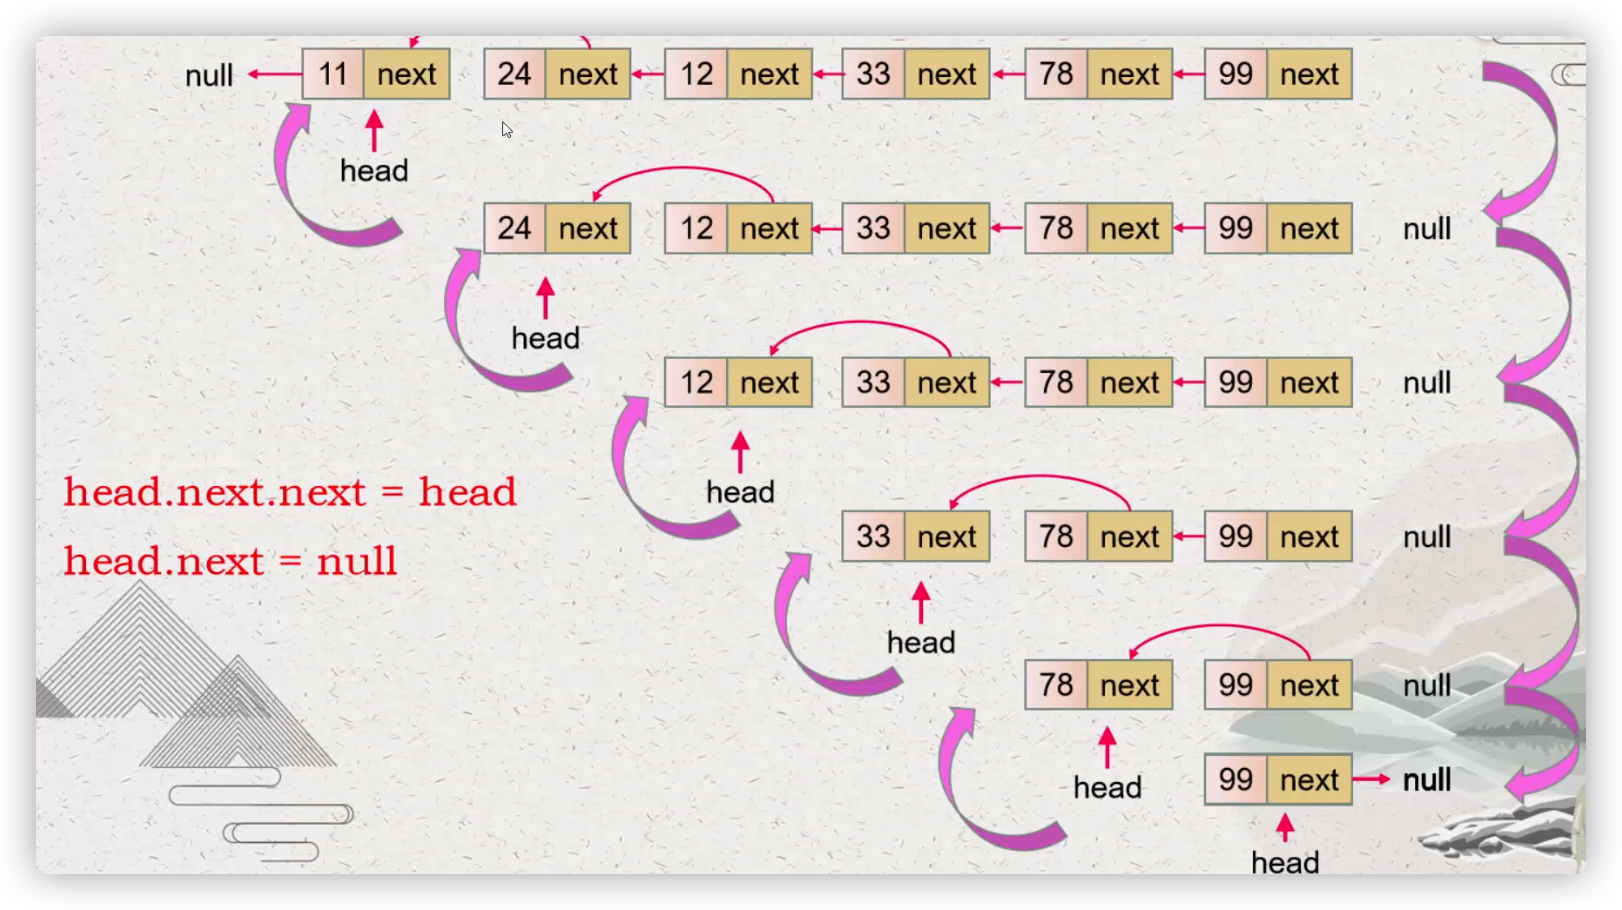 null 11 next 24 next 12 next 33 next 78 next 99 next
head
24 next 12 next 33 next 78 next 99 next null
head
12 next 33 next 78 next 99 next null
head
head.next.next = head
33 next 78 next 99 next null
head.next = null
head
78 next 99 next null
head
99 next null
head